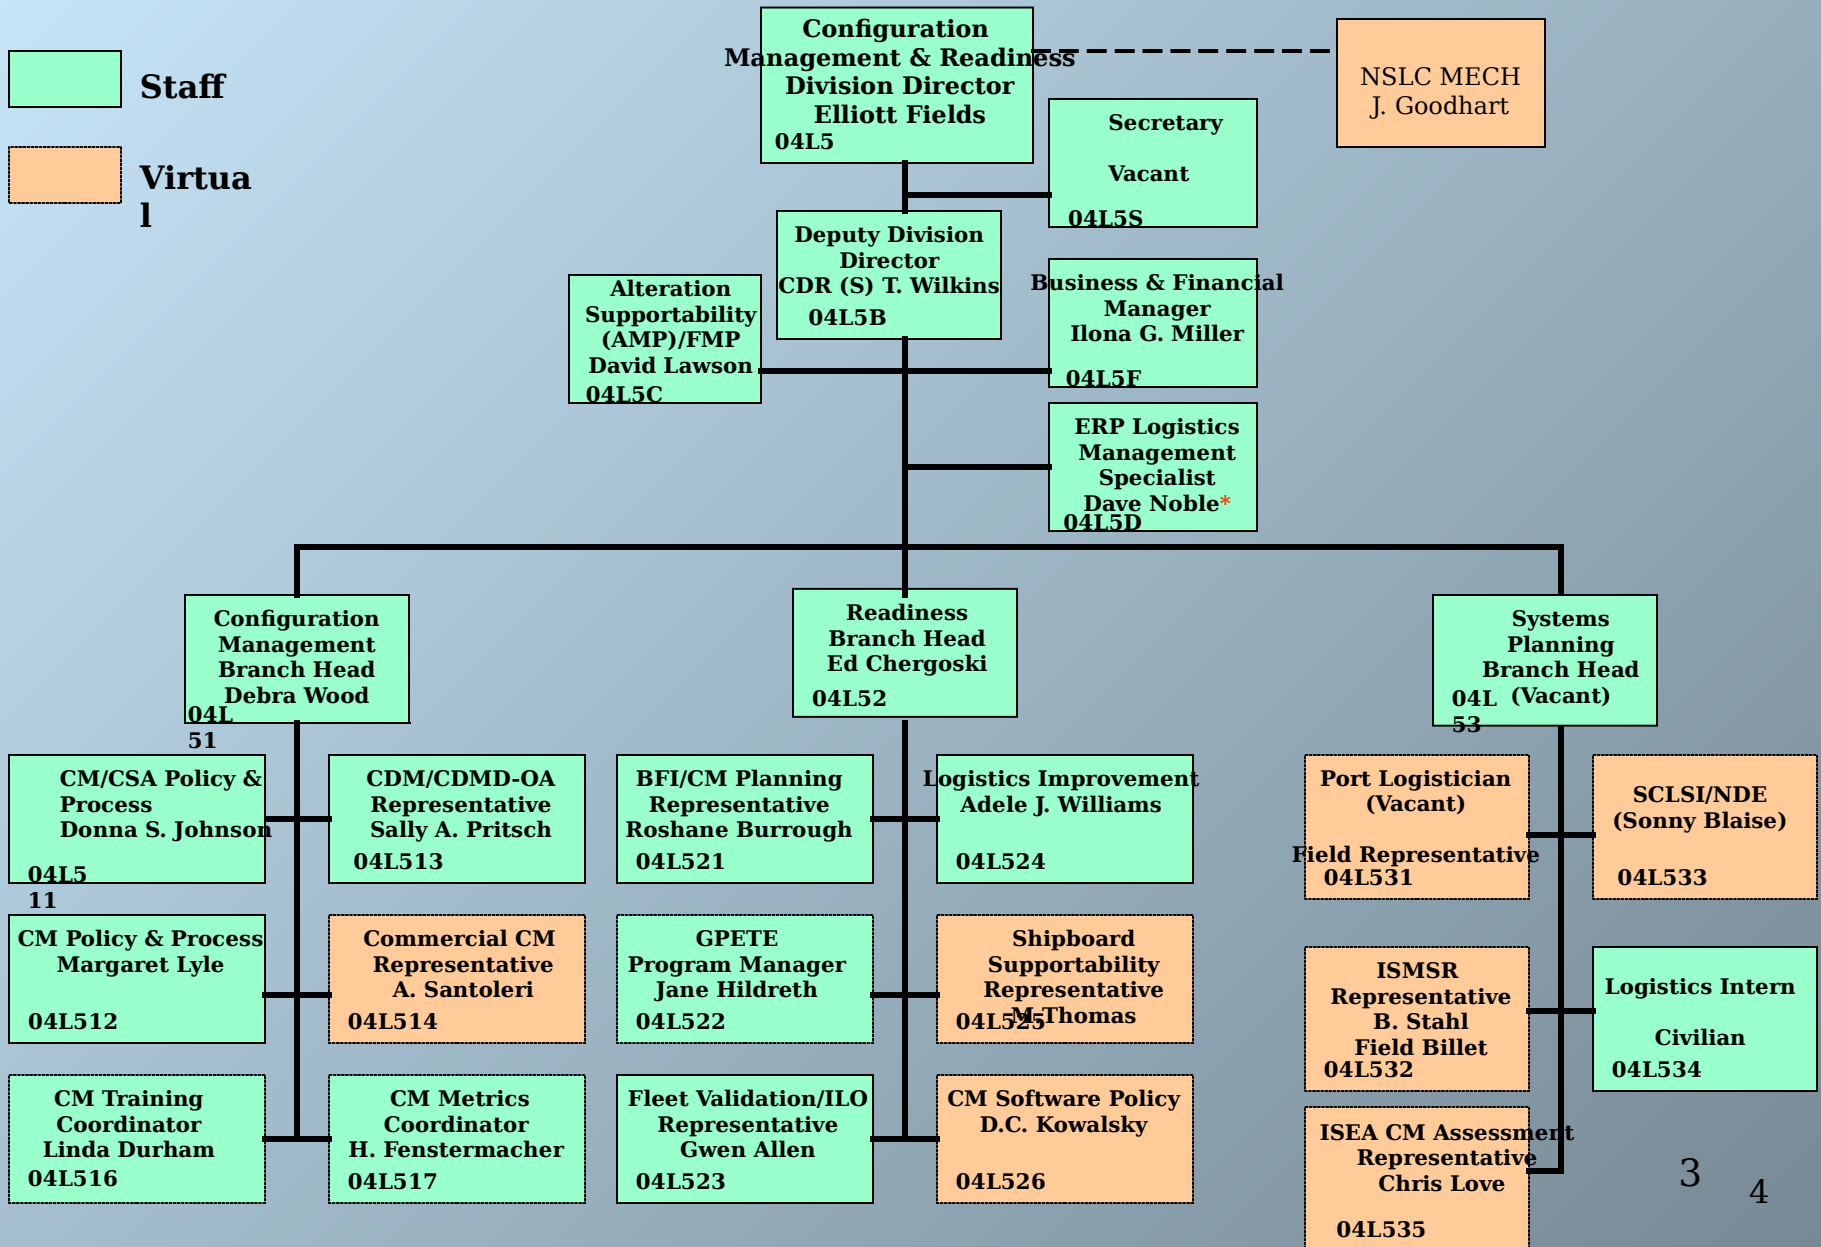 Configuration
Management & Readiness
Division Director
Elliott Fields
04L5
NSLC MECH
J. Goodhart
Staff
Virtua
l
Secretary
Vacant
04L5S
Deputy Division
Director
CDR (S) T. Wilkins
04L5B
Alteration
Supportability
(AMP)/FMP
David Lawson
04L5C
Business & Financial
Manager
Ilona G. Miller
04L5F
ERP Logistics
Management
Specialist
Dave Noble*
04L5D
Configuration
Management
Branch Head
Debra Wood
04L
51
Readiness
Branch Head
Ed Chergoski
04L52
Systems
Planning
Branch Head
(Vacant)
04L
53
CM/CSA Policy &
Process
Donna S. Johnson
04L5
11
CDM/CDMD-OA
Representative
Sally A. Pritsch
04L513
BFI/CM Planning
Representative
Roshane Burrough
04L521
Logistics Improvement
Adele J. Williams
04L524
Port Logistician
(Vacant)
Field Representative
04L531
SCLSI/NDE
(Sonny Blaise)
04L533
CM Policy & Process
Margaret Lyle
04L512
Commercial CM
Representative
A. Santoleri
04L514
GPETE
Program Manager
Jane Hildreth
04L522
Shipboard
Supportability
Representative
M.Thomas
04L525
ISMSR
Representative
B. Stahl
Field Billet
04L532
Logistics Intern
Civilian
04L534
CM Training
Coordinator
Linda Durham
04L516
CM Metrics
Coordinator
H. Fenstermacher
04L517
Fleet Validation/ILO
Representative
Gwen Allen
04L523
CM Software Policy
D.C. Kowalsky
04L526
ISEA CM Assessment
Representative
Chris Love
04L535
3
4